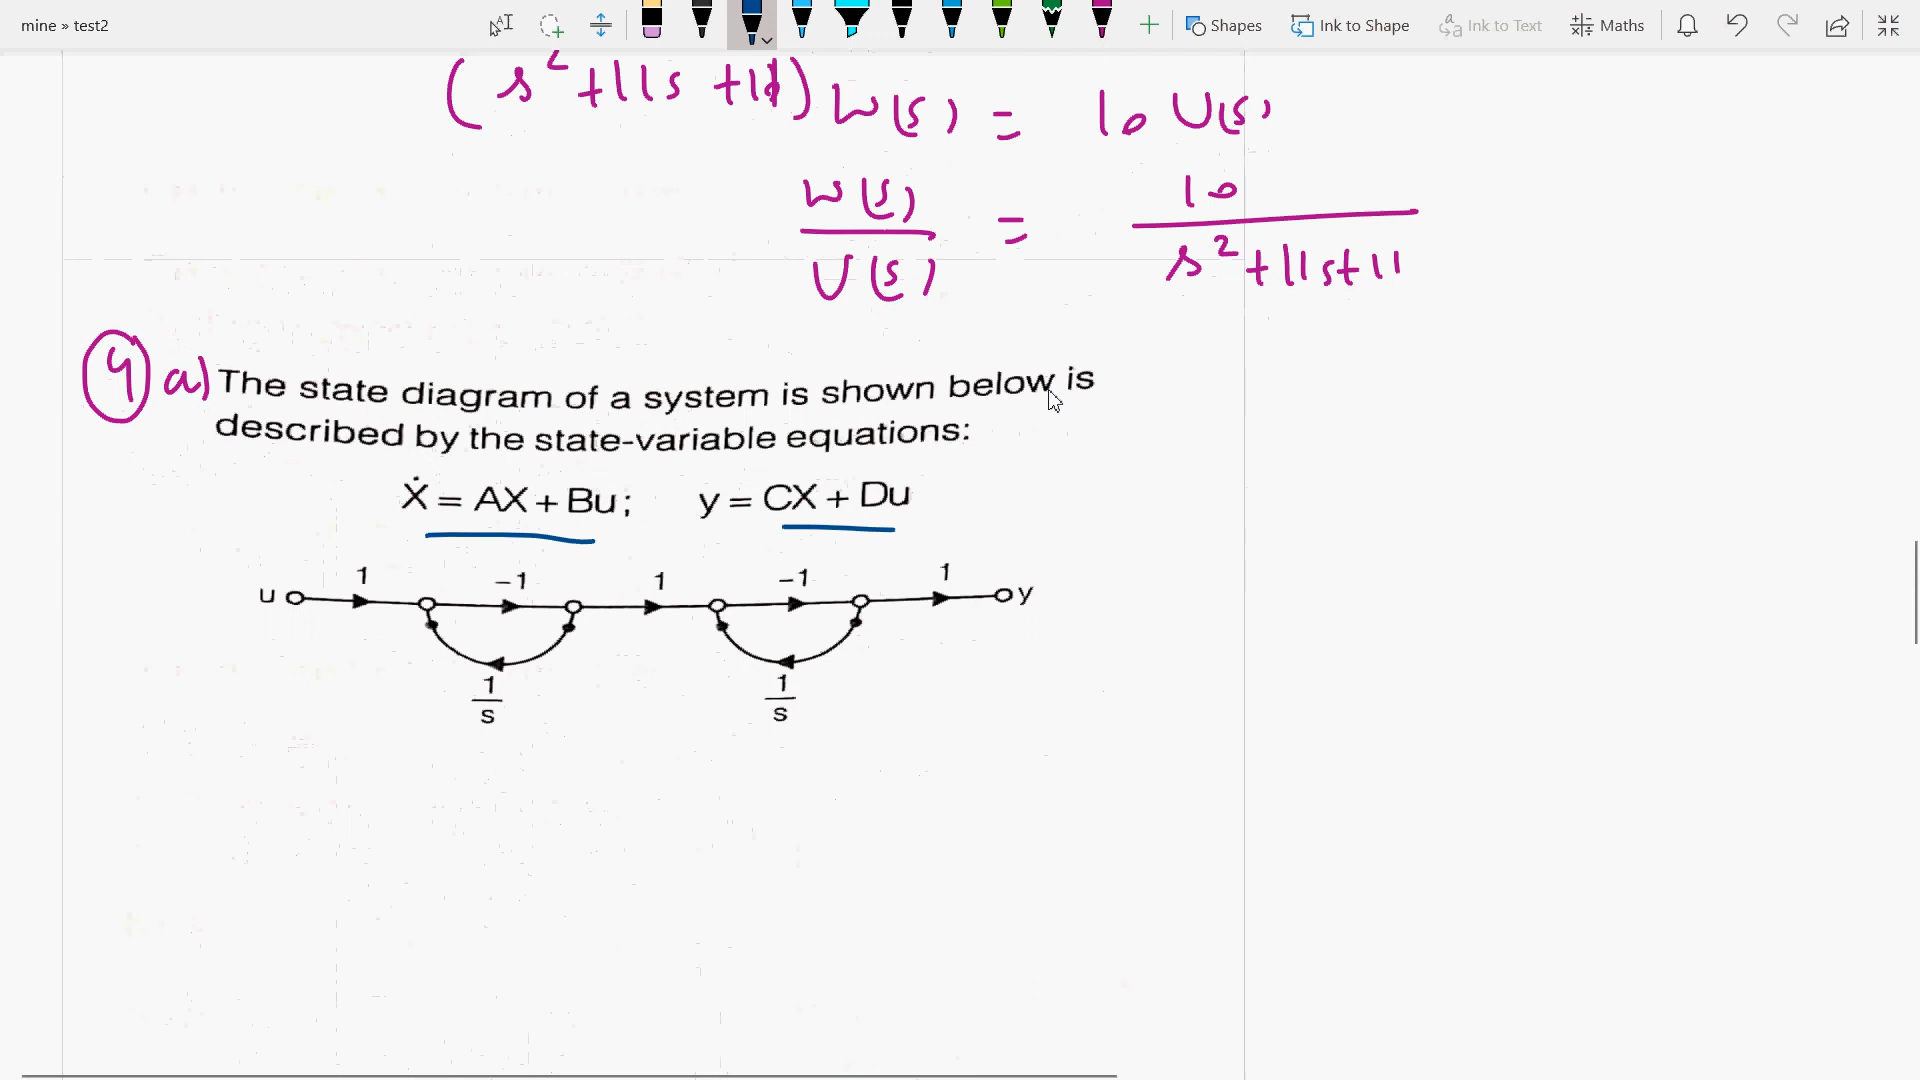 mine » test2
Shapes
Ink to Shape
Ink to Text
Maths
(s²+11s+11) W(s) = 10 U(s)
W(s)/U(s) = 10/(s²+11s+11)
9 a) The state diagram of a system is shown below is
described by the state-variable equations:
Ẋ = AX + Bu; y = CX + Du
1 −1 1 −1 1
u y
1/s 1/s